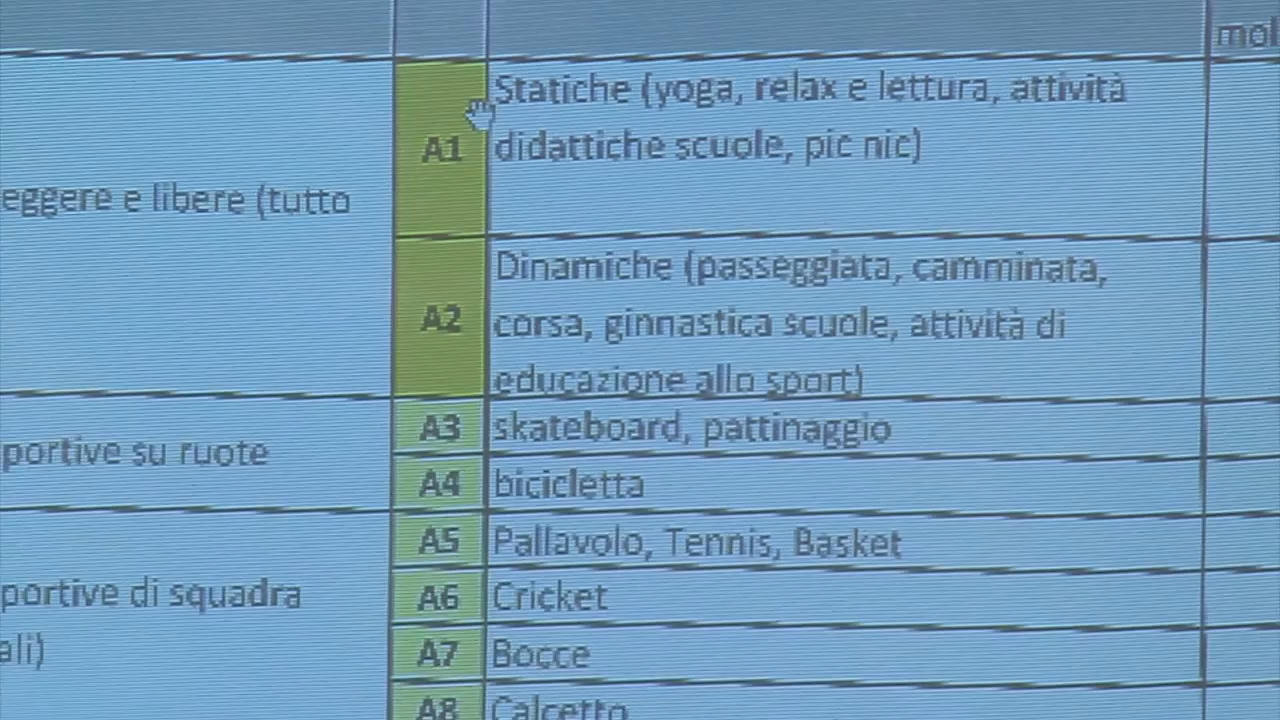 mol
eggere e libere (tutto
A1
Statiche (yoga, relax e lettura, attività
didattiche scuole, pic nic)
A2
Dinamiche (passeggiata, camminata,
corsa, ginnastica scuole, attività di
educazione allo sport)
portive su ruote
A3
skateboard, pattinaggio
A4
bicicletta
portive di squadra
ali)
A5
Pallavolo, Tennis, Basket
A6
Cricket
A7
Bocce
A8
Calcetto